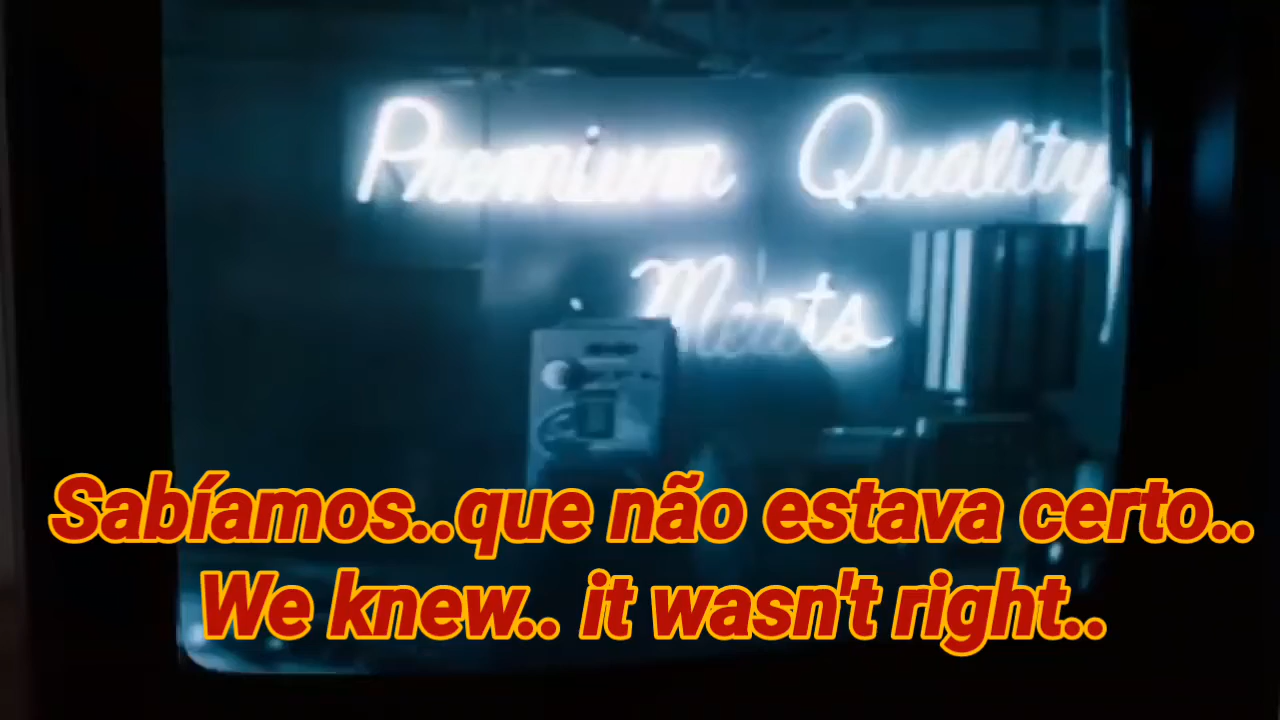 Premium Quality
Meats
Sabíamos..que não estava certo..
We knew.. it wasn't right..